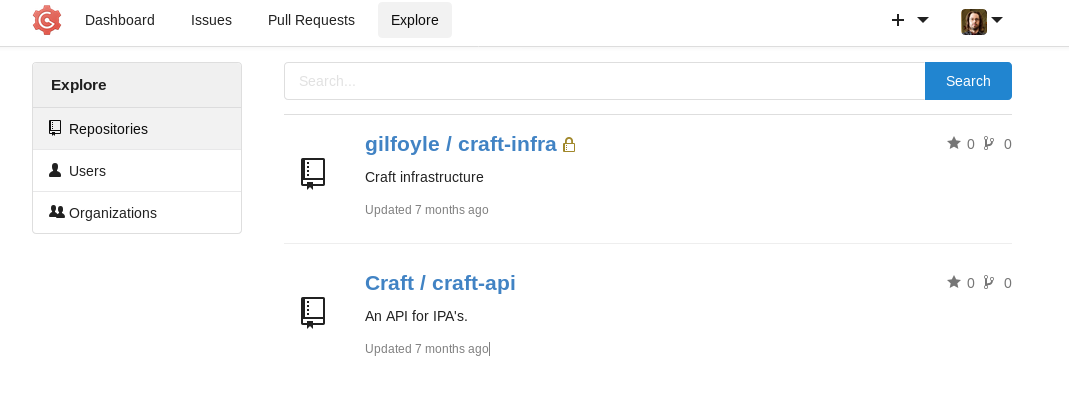 Dashboard Issues Pull Requests Explore
Explore
Repositories
Users
Organizations
Search... Search
gilfoyle / craft-infra 0 0
Craft infrastructure
Updated 7 months ago
Craft / craft-api 0 0
An API for IPA's.
Updated 7 months ago